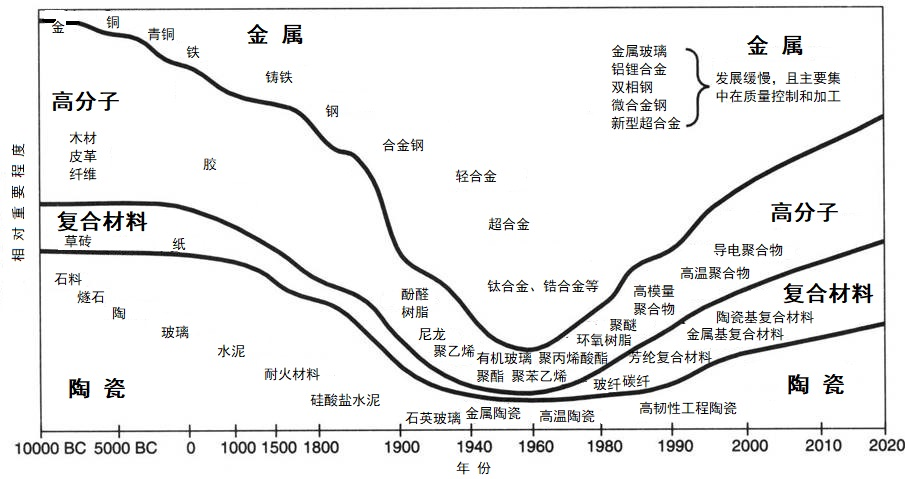 金
铜
青铜
铁
金 属
铸铁
钢
合金钢
轻合金
超合金
钛合金、锆合金等
金属玻璃
铝锂合金
双相钢
微合金钢
新型超合金
金 属
发展缓慢，且主要集
中在质量控制和加工
高分子
木材
皮革
纤维
胶
酚醛
树脂
尼龙
聚乙烯
有机玻璃
聚丙烯酸酯
聚酯
聚苯乙烯
环氧树脂
聚醚
高模量
聚合物
高温聚合物
导电聚合物
高分子
复合材料
草砖
纸
玻纤
碳纤
芳纶复合材料
金属基复合材料
陶瓷基复合材料
复合材料
石料
燧石
陶
玻璃
水泥
耐火材料
硅酸盐水泥
石英玻璃
金属陶瓷
高温陶瓷
高韧性工程陶瓷
陶 瓷
陶 瓷
相对重要程度
10000 BC
5000 BC
0
1000
1500
1800
1900
1940
1960
1980
1990
2000
2010
2020
年 份